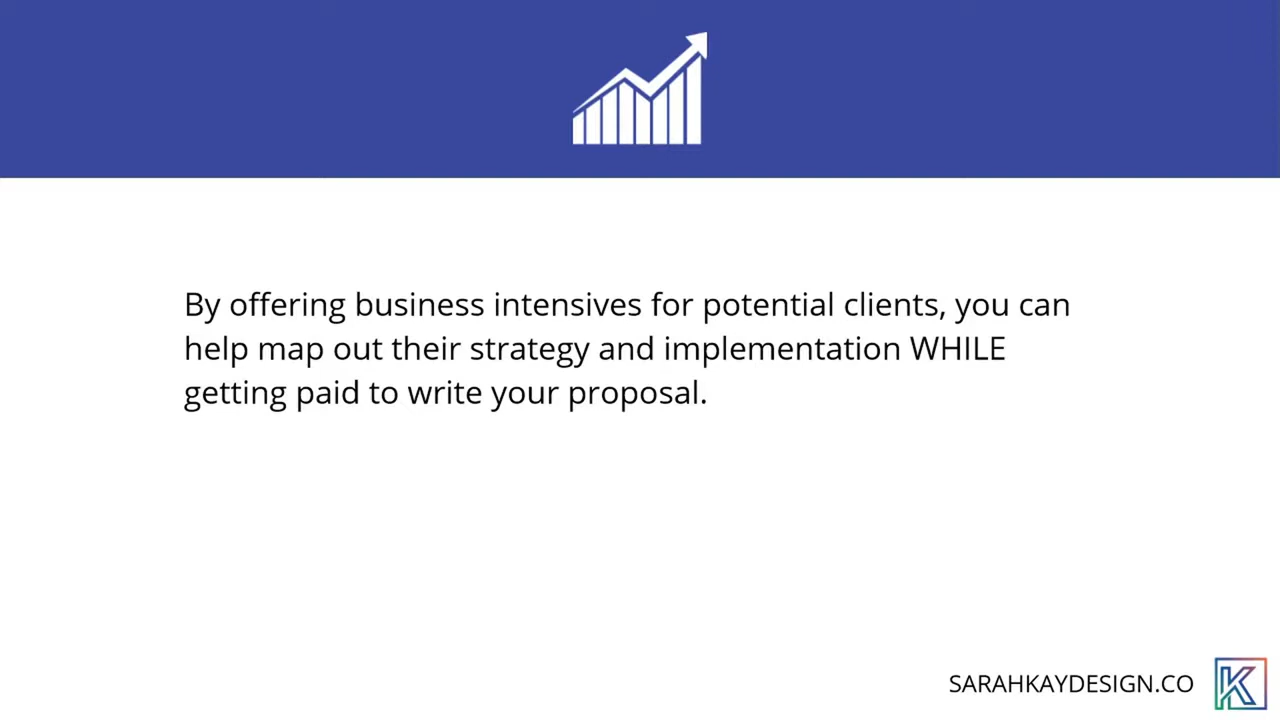 By offering business intensives for potential clients, you can
help map out their strategy and implementation WHILE
getting paid to write your proposal.
SARAHKAYDESIGN.CO
K